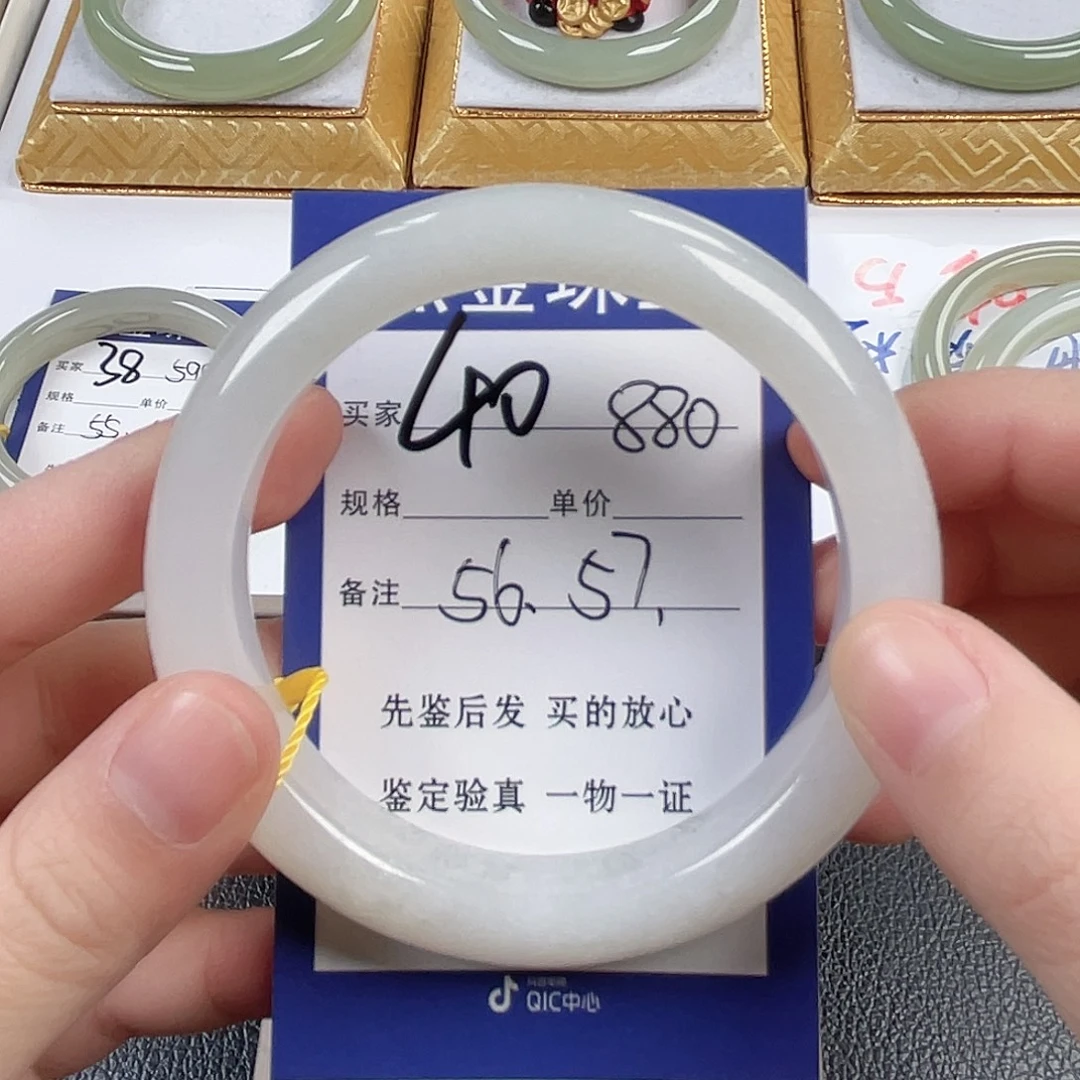 买家 40 880
规格 单价
备注 56、57、
先鉴后发 买的放心
鉴定验真 一物一证
QIC中心
买家 38
规格 单价
备注 55